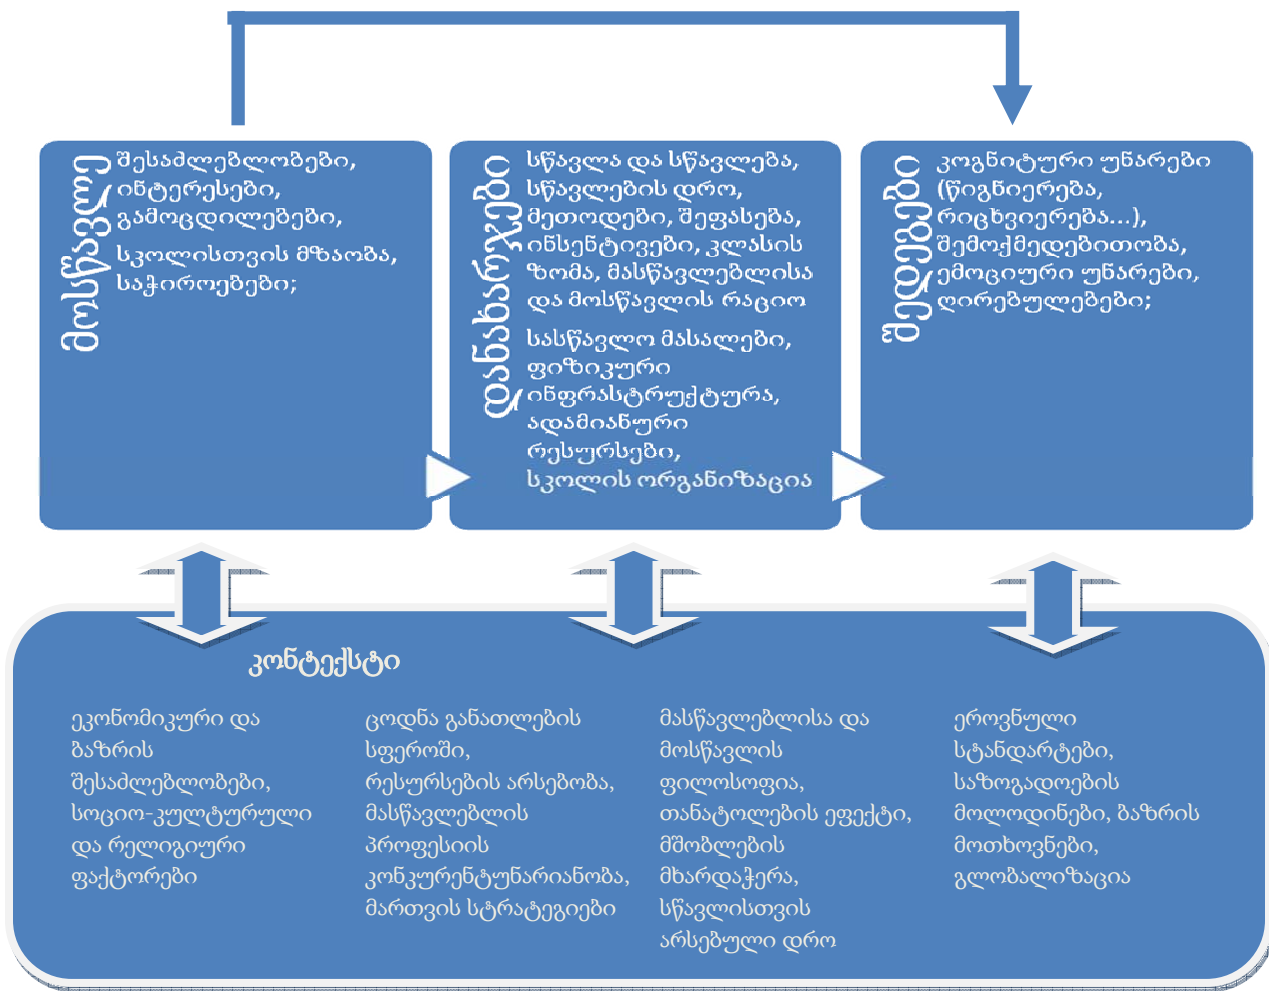 მოსწავლე
შესაძლებლობები,
ინტერესები,
გამოცდილებები,
სკოლისთვის მზაობა,
საჭიროებები;
დანახარჯები
სწავლა და სწავლება,
სწავლების დრო,
მეთოდები, შეფასება,
ინსენტივები, კლასის
ზომა, მასწავლებლისა
და მოსწავლის რაციო
სასწავლო მასალები,
ფიზიკური
ინფრასტრუქტურა,
ადამიანური
რესურსები,
სკოლის ორგანიზაცია
შედეგები
კოგნიტური უნარები
(წიგნიერება,
რიცხვიერება...),
შემოქმედებითობა,
ემოციური უნარები,
ღირებულებები;
კონტექსტი
ეკონომიკური და
ბაზრის
შესაძლებლობები,
სოციო-კულტურული
და რელიგიური
ფაქტორები
ცოდნა განათლების
სფეროში,
რესურსების არსებობა,
მასწავლებლის
პროფესიის
კონკურენტუნარიანობა,
მართვის სტრატეგიები
მასწავლებლისა და
მოსწავლის
ფილოსოფია,
თანატოლების ეფექტი,
მშობლების
მხარდაჭერა,
სწავლისთვის
არსებული დრო
ეროვნული
სტანდარტები,
საზოგადოების
მოლოდინები, ბაზრის
მოთხოვნები,
გლობალიზაცია